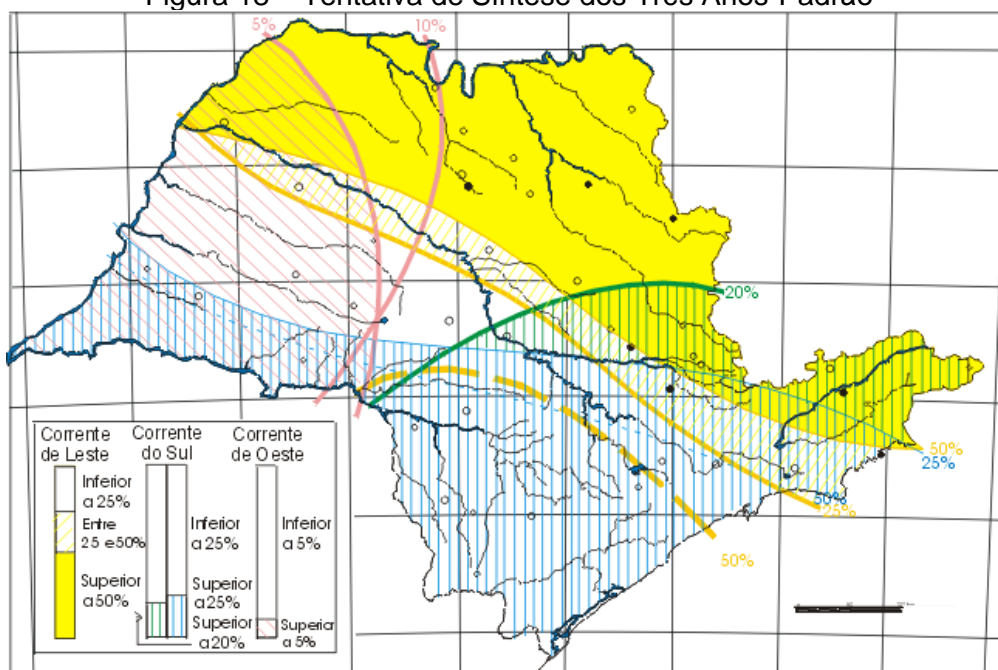 Figura 18 – Tentativa de Síntese dos Três Anos-Padrão
5%
10%
20%
50%
25%
50%
25%
50%
Corrente de Leste
Inferior a 25%
Entre 25 e 50%
Superior a 50%
Corrente do Sul
Inferior a 25%
Superior a 25%
Superior a 20%
Corrente de Oeste
Inferior a 5%
Superior a 5%